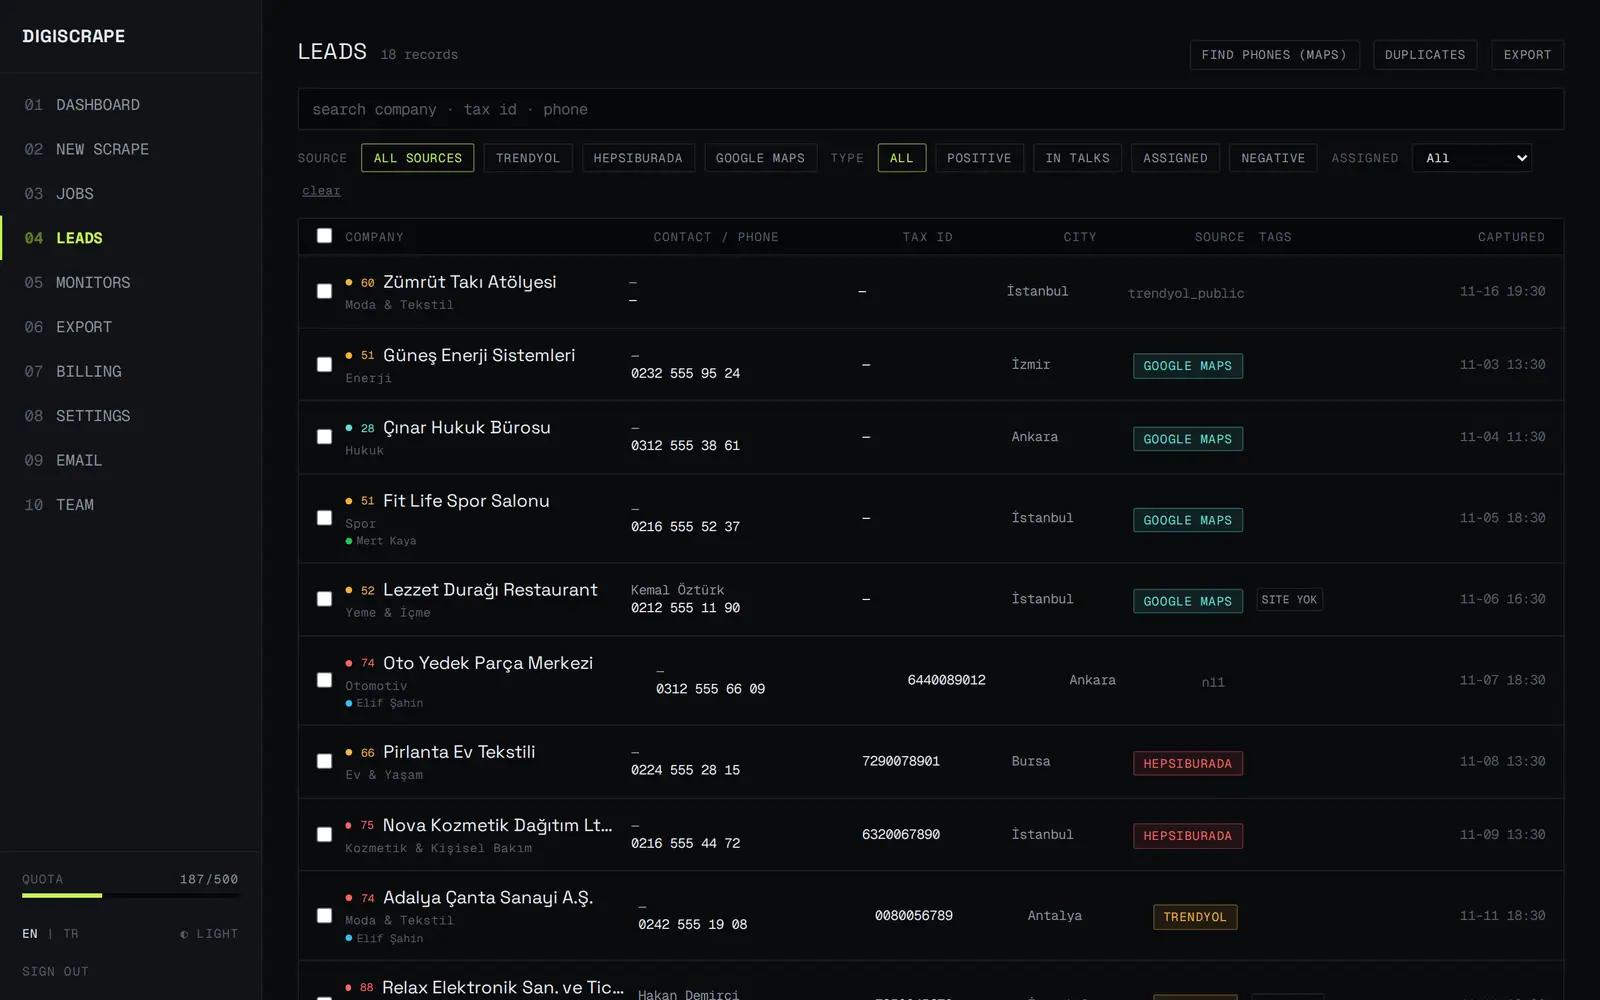 DIGISCRAPE
01 DASHBOARD
02 NEW SCRAPE
03 JOBS
04 LEADS
05 MONITORS
06 EXPORT
07 BILLING
08 SETTINGS
09 EMAIL
10 TEAM
QUOTA 187/500
EN | TR ◐ LIGHT
SIGN OUT
LEADS 18 records
FIND PHONES (MAPS) DUPLICATES EXPORT
search company · tax id · phone
SOURCE ALL SOURCES TRENDYOL HEPSIBURADA GOOGLE MAPS TYPE ALL POSITIVE IN TALKS ASSIGNED NEGATIVE ASSIGNED All
clear
COMPANY CONTACT / PHONE TAX ID CITY SOURCE TAGS CAPTURED
60 Zümrüt Takı Atölyesi —
Moda & Tekstil — — İstanbul trendyol_public 11-16 19:30
51 Güneş Enerji Sistemleri —
Enerji 0232 555 95 24 — İzmir GOOGLE MAPS 11-03 13:30
28 Çınar Hukuk Bürosu —
Hukuk 0312 555 38 61 — Ankara GOOGLE MAPS 11-04 11:30
51 Fit Life Spor Salonu —
Spor 0216 555 52 37 — İstanbul GOOGLE MAPS 11-05 18:30
Mert Kaya
52 Lezzet Durağı Restaurant Kemal Öztürk
Yeme & İçme 0212 555 11 90 — İstanbul GOOGLE MAPS SITE YOK 11-06 16:30
74 Oto Yedek Parça Merkezi —
Otomotiv 0312 555 66 09 6440089012 Ankara n11 11-07 18:30
Elif Şahin
66 Pirlanta Ev Tekstili —
Ev & Yaşam 0224 555 28 15 7290078901 Bursa HEPSIBURADA 11-08 13:30
75 Nova Kozmetik Dağıtım Lt… —
Kozmetik & Kişisel Bakım 0216 555 44 72 6320067890 İstanbul HEPSIBURADA 11-09 13:30
74 Adalya Çanta Sanayi A.Ş. —
Moda & Tekstil 0242 555 19 08 0080056789 Antalya TRENDYOL 11-11 18:30
Elif Şahin
88 Relax Elektronik San. ve Tic… Hakan Demirci